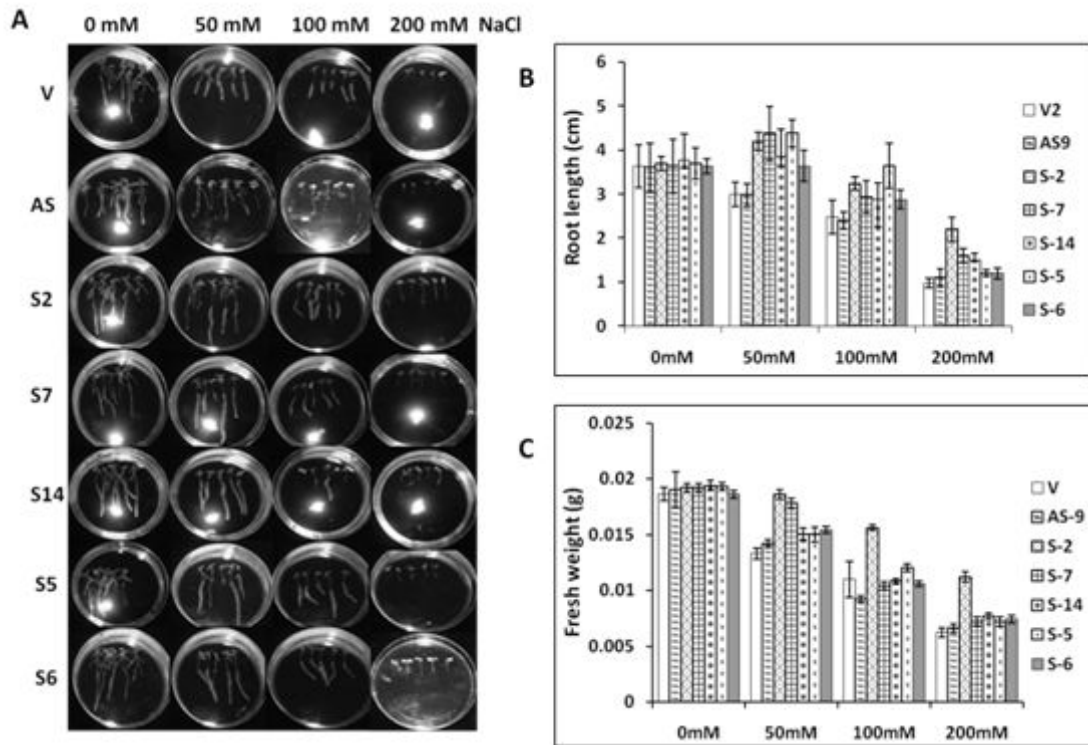 A
0 mM 50 mM 100 mM 200 mM NaCl
V
AS
S2
S7
S14
S5
S6
B
Root length (cm)
6
5
4
3
2
1
0
0mM 50mM 100mM 200mM
V2
AS9
S-2
S-7
S-14
S-5
S-6
C
Fresh weight (g)
0.025
0.02
0.015
0.01
0.005
0
0mM 50mM 100mM 200mM
V
AS-9
S-2
S-7
S-14
S-5
S-6